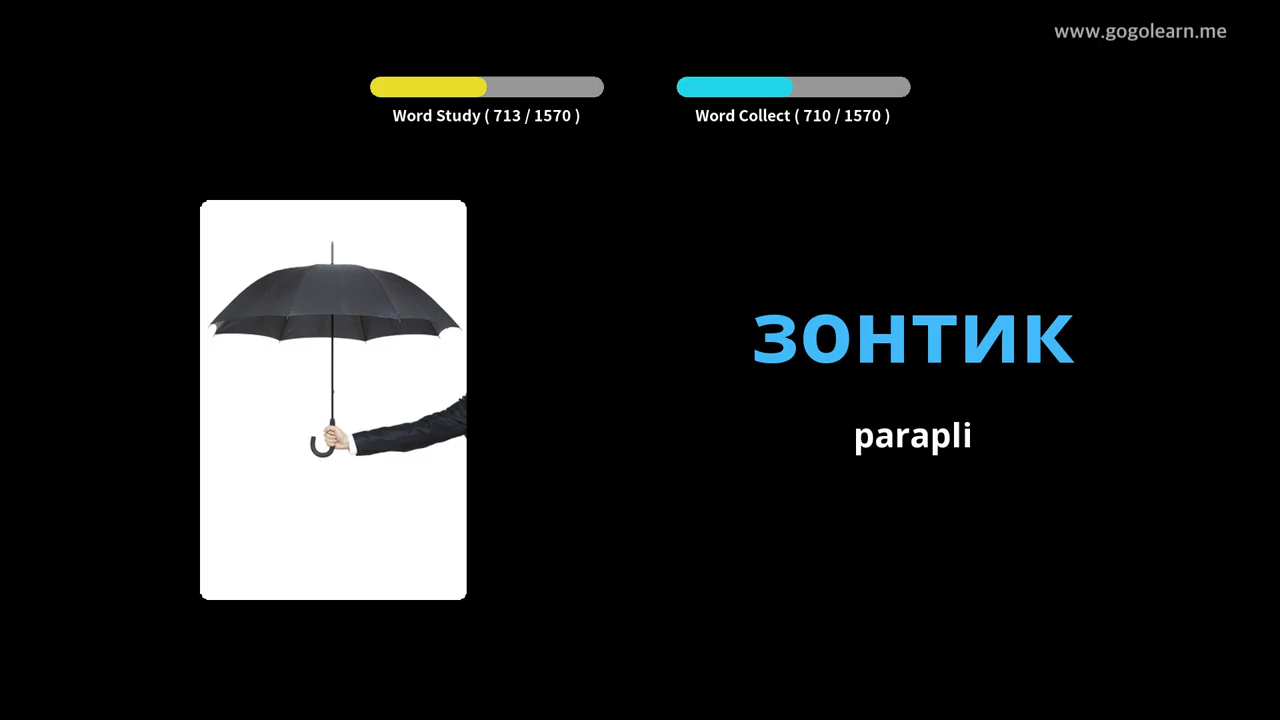 www.gogolearn.me
Word Study ( 713 / 1570 )
Word Collect ( 710 / 1570 )
зонтик
parapli